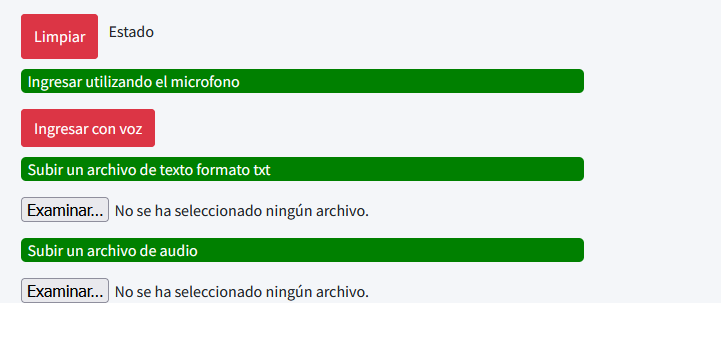 Limpiar Estado
Ingresar utilizando el microfono
Ingresar con voz
Subir un archivo de texto formato txt
Examinar... No se ha seleccionado ningún archivo.
Subir un archivo de audio
Examinar... No se ha seleccionado ningún archivo.